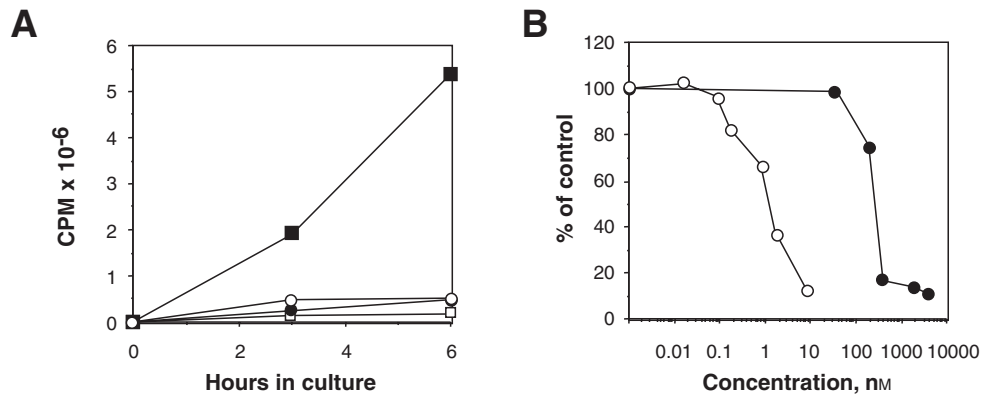 A
CPM x 10-6
6
5
4
3
2
1
0
0 2 4 6
Hours in culture
B
% of control
120
100
80
60
40
20
0
0.01 0.1 1 10 100 1000 10000
Concentration, nM